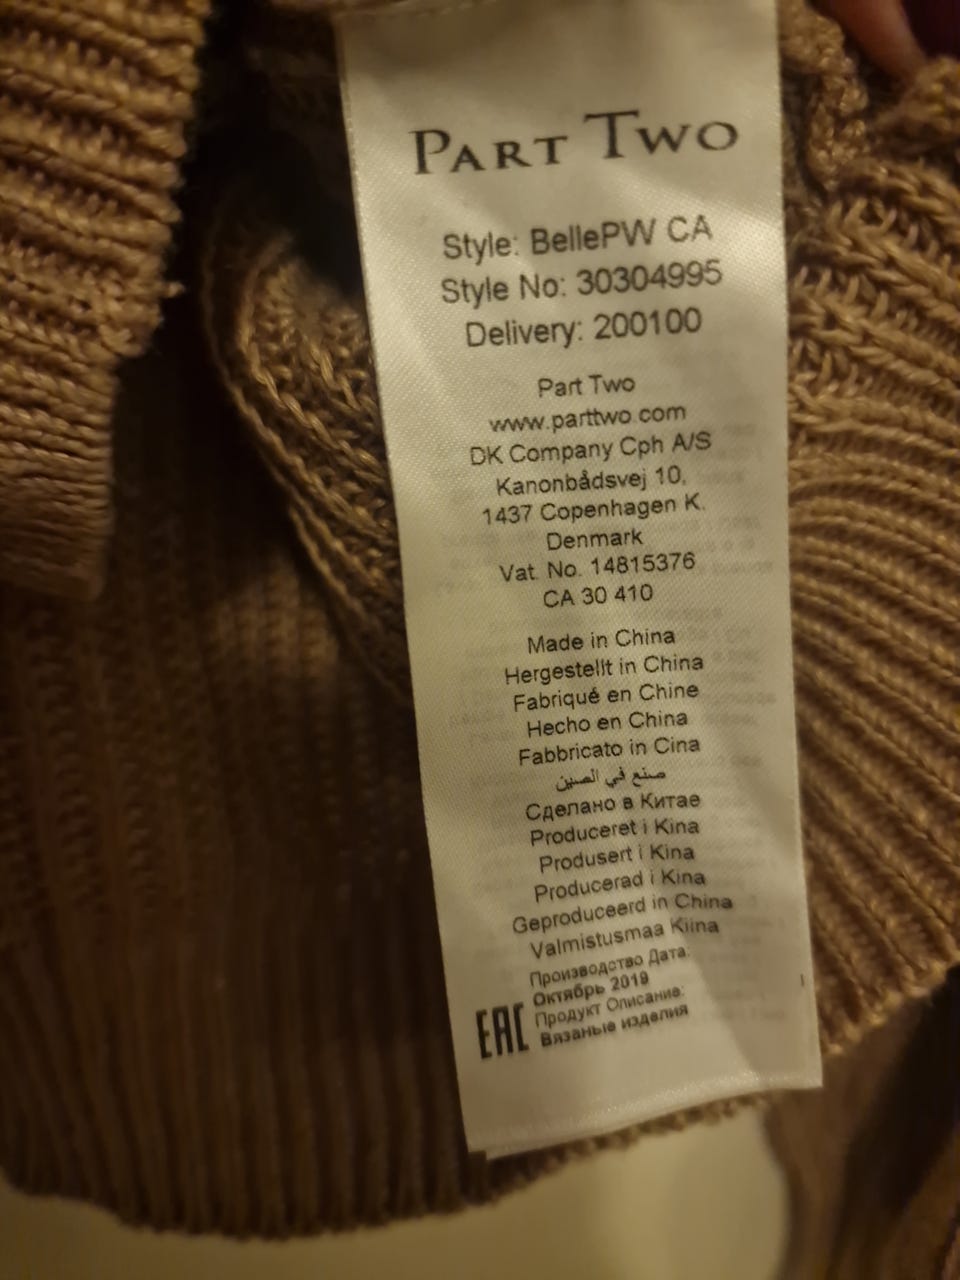 PART TWO
Style: BellePW CA
Style No: 30304995
Delivery: 200100
Part Two
www.parttwo.com
DK Company Cph A/S
Kanonbådsvej 10,
1437 Copenhagen K.
Denmark
Vat. No. 14815376
CA 30 410
Made in China
Hergestellt in China
Fabriqué en Chine
Hecho en China
Fabbricato in Cina
صنع في الصين
Сделано в Китае
Produceret i Kina
Produsert i Kina
Producerad i Kina
Geproduceerd in China
Valmistusmaa Kiina
Производство Дата:
Октябрь 2019
Продукт Описание:
Вязаные изделия
EAC